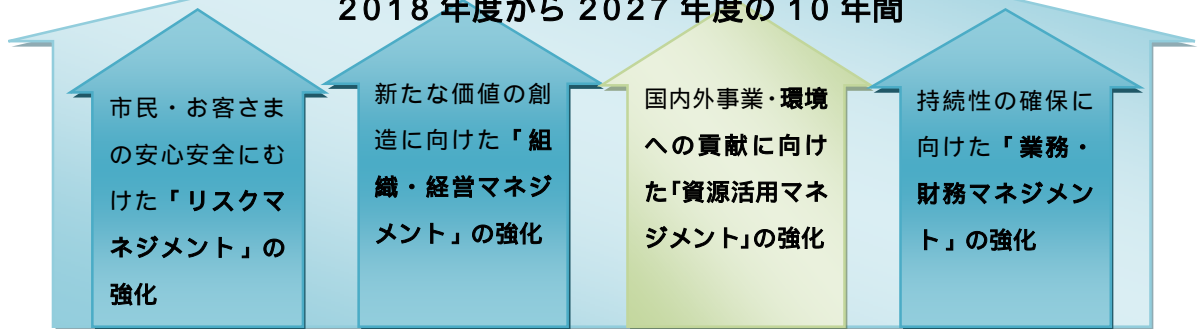 2018 年度から 2027 年度の 10 年間
市民・お客さま
の安心安全にむ
けた「リスクマ
ネジメント」の
強化
新たな価値の創
造に向けた「組
織・経営マネジ
メント」の強化
国内外事業・環境
への貢献に向け
た「資源活用マネ
ジメント」の強化
持続性の確保に
向けた「業務・
財務マネジメン
ト」の強化